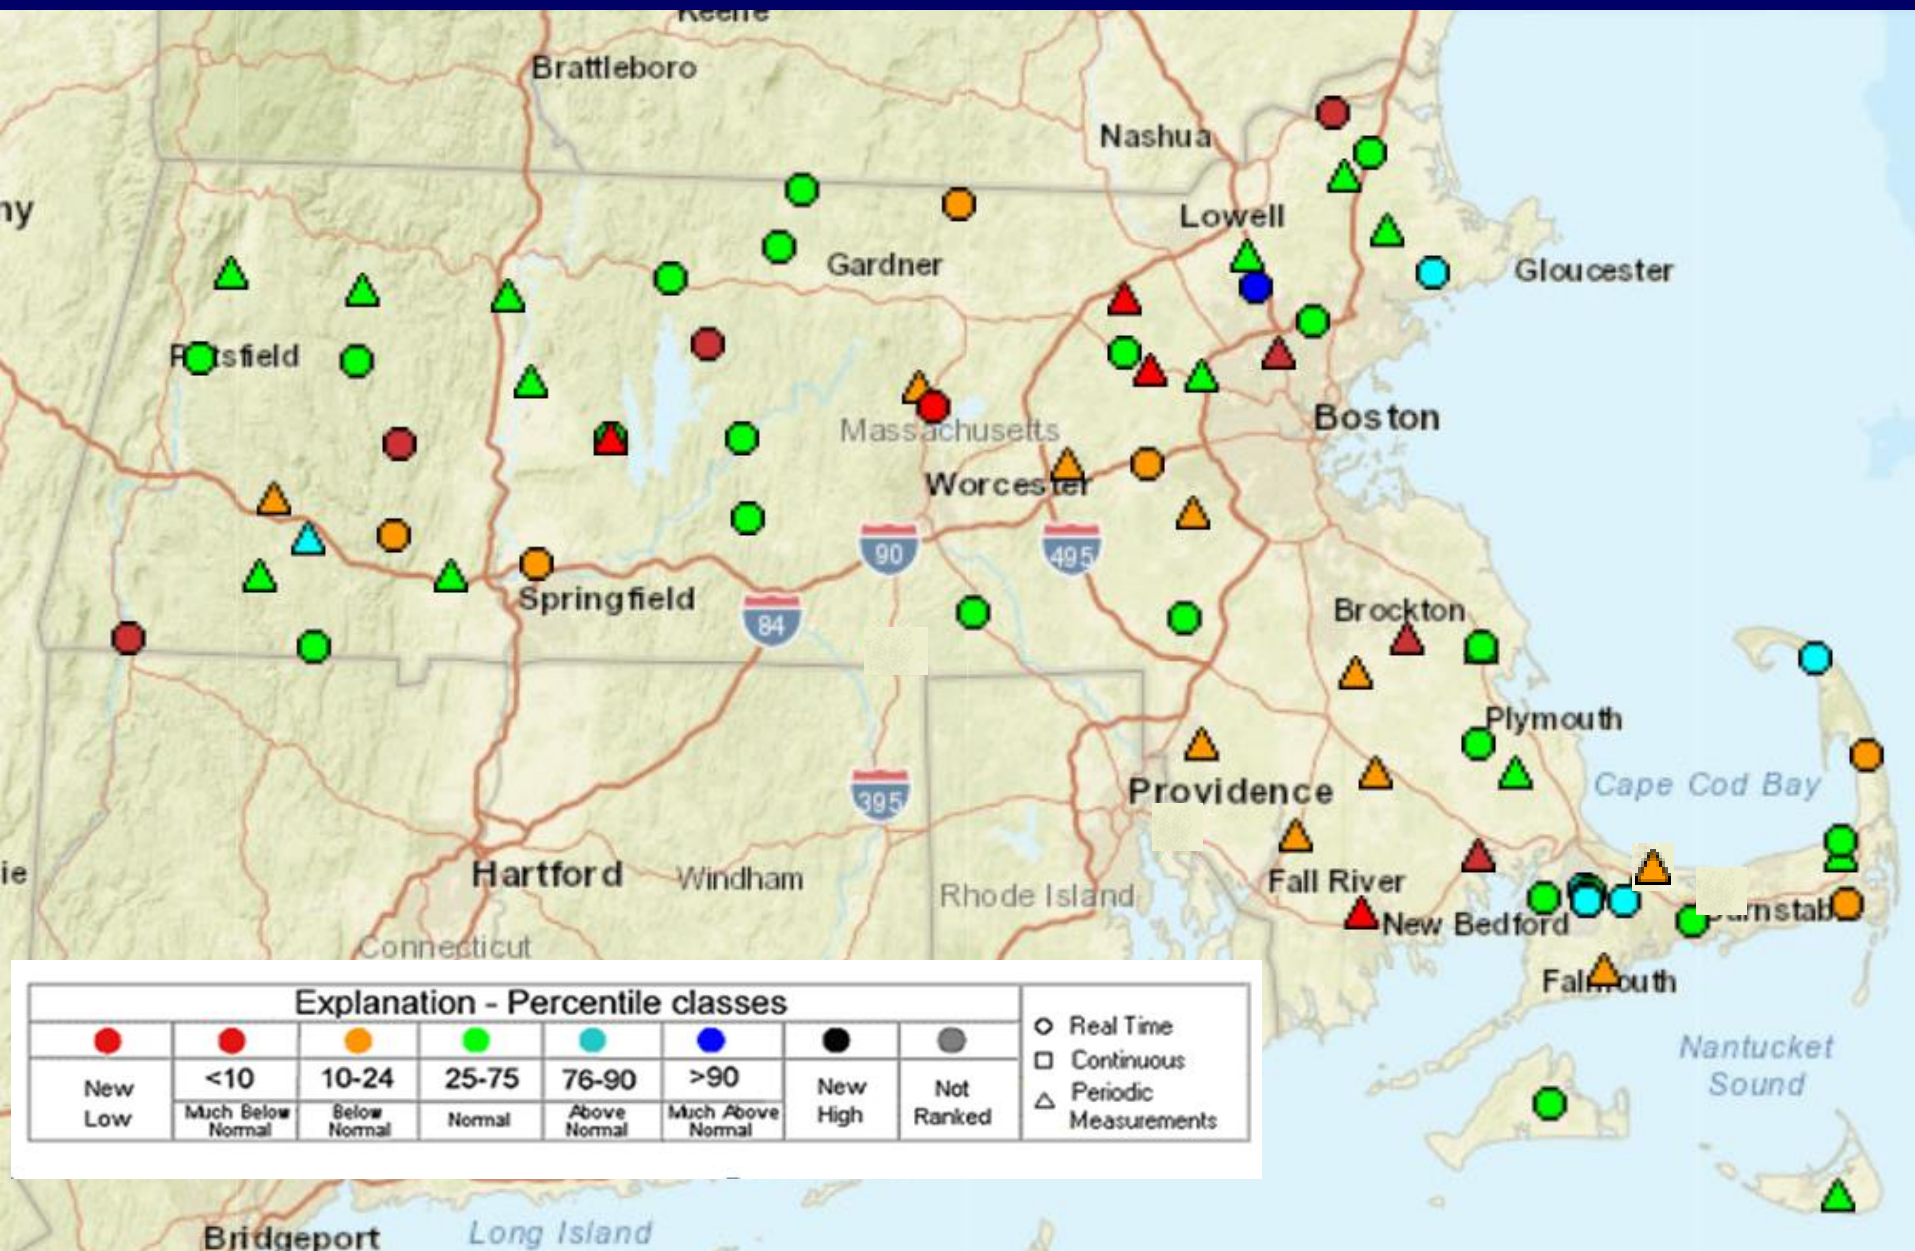 Keene
Brattleboro
Nashua
ny
Lowell
Gardner
Gloucester
Pittsfield
Boston
Massachusetts
Worcester
90
495
Springfield
84
Brockton
Plymouth
Cape Cod Bay
Providence
395
ie
Hartford
Windham
Fall River
Rhode Island
New Bedford
Connecticut
Falmouth
Explanation - Percentile classes
New
Low
<10
Much Below
Normal
10-24
Below
Normal
25-75
Normal
76-90
Above
Normal
>90
Much Above
Normal
New
High
Not
Ranked
Real Time
Continuous
Periodic
Measurements
Nantucket
Sound
Long Island
Bridgeport